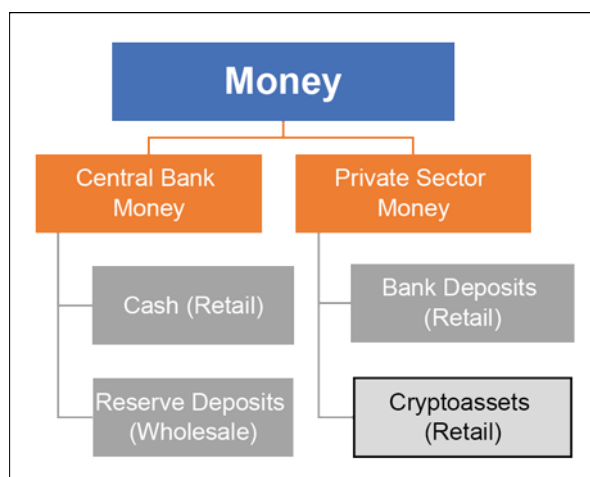 Money
Central Bank
Money
Private Sector
Money
Cash (Retail)
Bank Deposits
(Retail)
Reserve Deposits
(Wholesale)
Cryptoassets
(Retail)